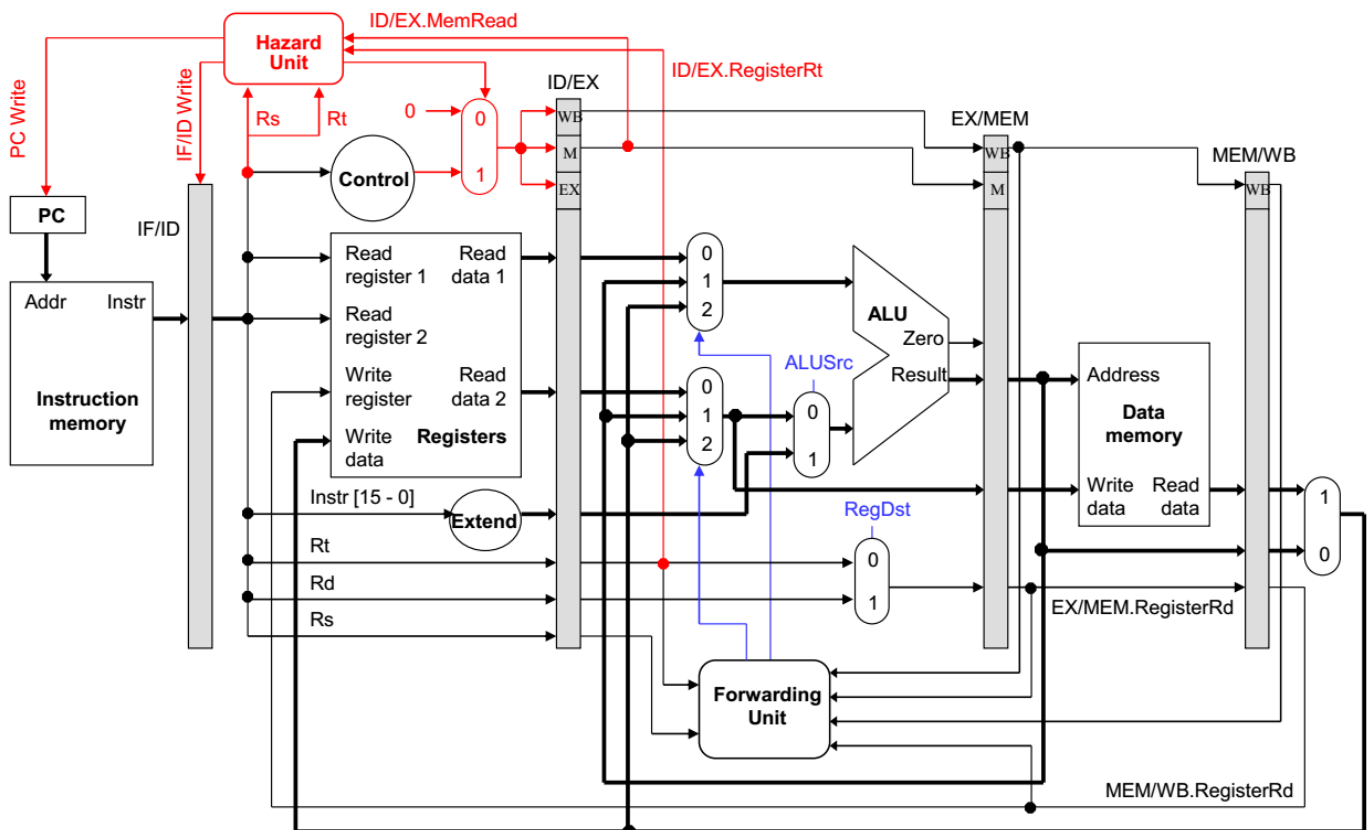 ID/EX.MemRead
Hazard
Unit
ID/EX.RegisterRt
PC Write
IF/ID Write
Rs
Rt
0
0
1
ID/EX
WB
M
EX
EX/MEM
WB
M
MEM/WB
WB
Control
PC
IF/ID
Addr
Instr
Instruction
memory
Read
register 1
Read
data 1
Read
register 2
Write
register
Read
data 2
Write
data
Registers
0
1
2
0
1
2
ALUSrc
0
1
ALU
Zero
Result
Address
Data
memory
Write
data
Read
data
1
0
Instr [15 - 0]
Extend
RegDst
0
1
Rt
Rd
Rs
EX/MEM.RegisterRd
Forwarding
Unit
MEM/WB.RegisterRd